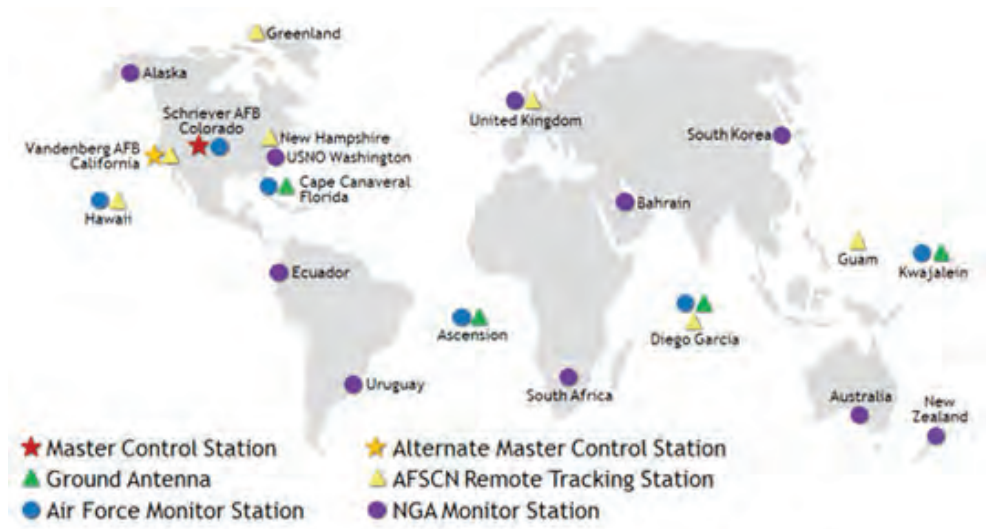 Greenland
Alaska
Schriever AFB
Colorado
Vandenberg AFB
California
New Hampshire
USNO Washington
Cape Canaveral
Florida
Hawaii
United Kingdom
South Korea
Bahrain
Guam
Kwajalein
Ecuador
Ascension
Diego Garcia
Uruguay
South Africa
Australia
New
Zealand
Master Control Station
Alternate Master Control Station
Ground Antenna
AFSCN Remote Tracking Station
Air Force Monitor Station
NGA Monitor Station